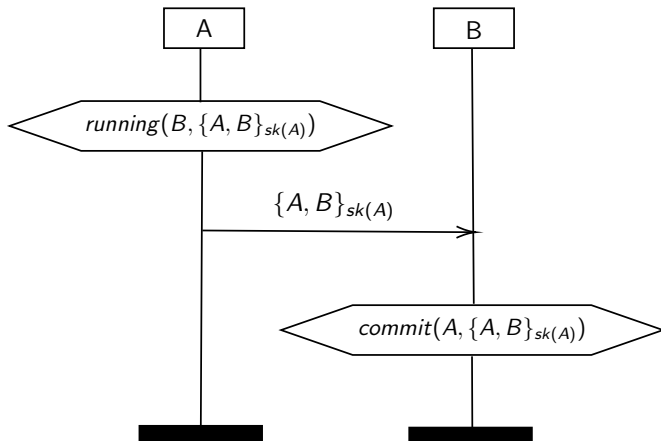 A
B
running(B, {A, B}sk(A))
{A, B}sk(A)
commit(A, {A, B}sk(A))